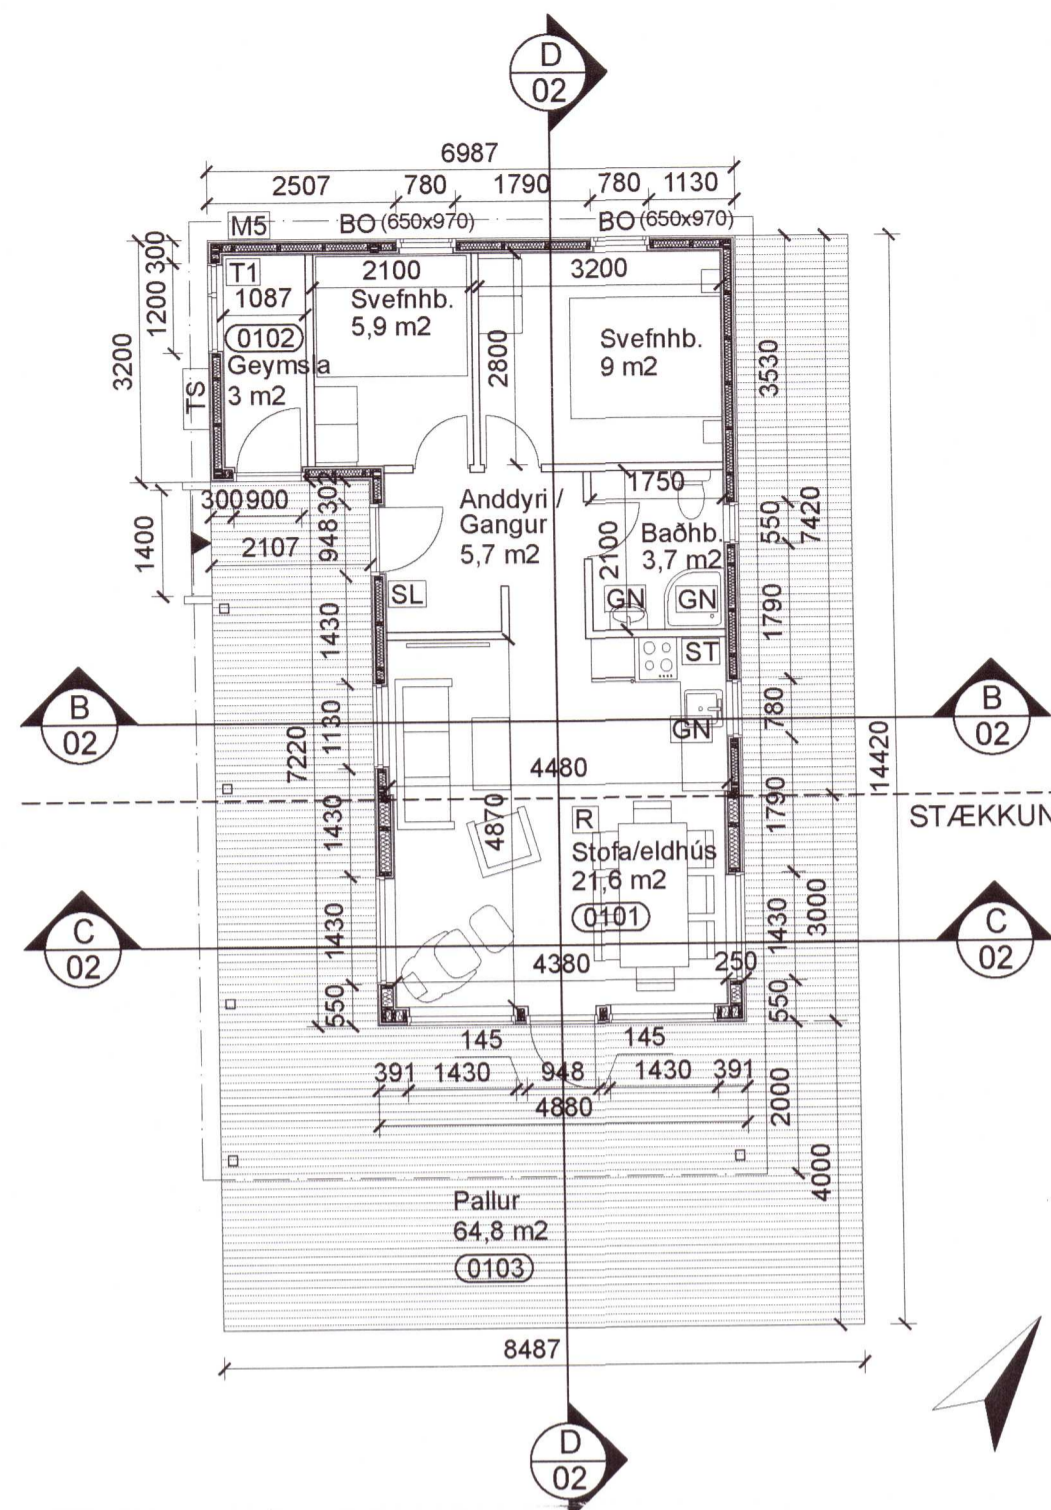 D
02
6987
2507
780
1790
780
1130
M5
BO (650x970)
BO (650x970)
300
1200
3200
T1
1087
0102
Geymsla
3 m2
TS
2100
Svefnhb.
5,9 m2
3200
Svefnhb.
9 m2
2800
3530
7420
550
300
900
302
1400
2107
948
Anddyri /
Gangur
5,7 m2
1750
Baðhb.
3,7 m2
2100
GN
GN
SL
ST
1430
1790
B
02
GN
B
02
1130
780
7220
4480
14420
STÆKKUN
4870
R
Stofa/eldhús
21,6 m2
0101
1430
1790
3000
C
02
C
02
1430
1430
4380
250
550
550
145
145
391
1430
948
1430
391
4880
2000
4000
Pallur
64,8 m2
0103
8487
D
02